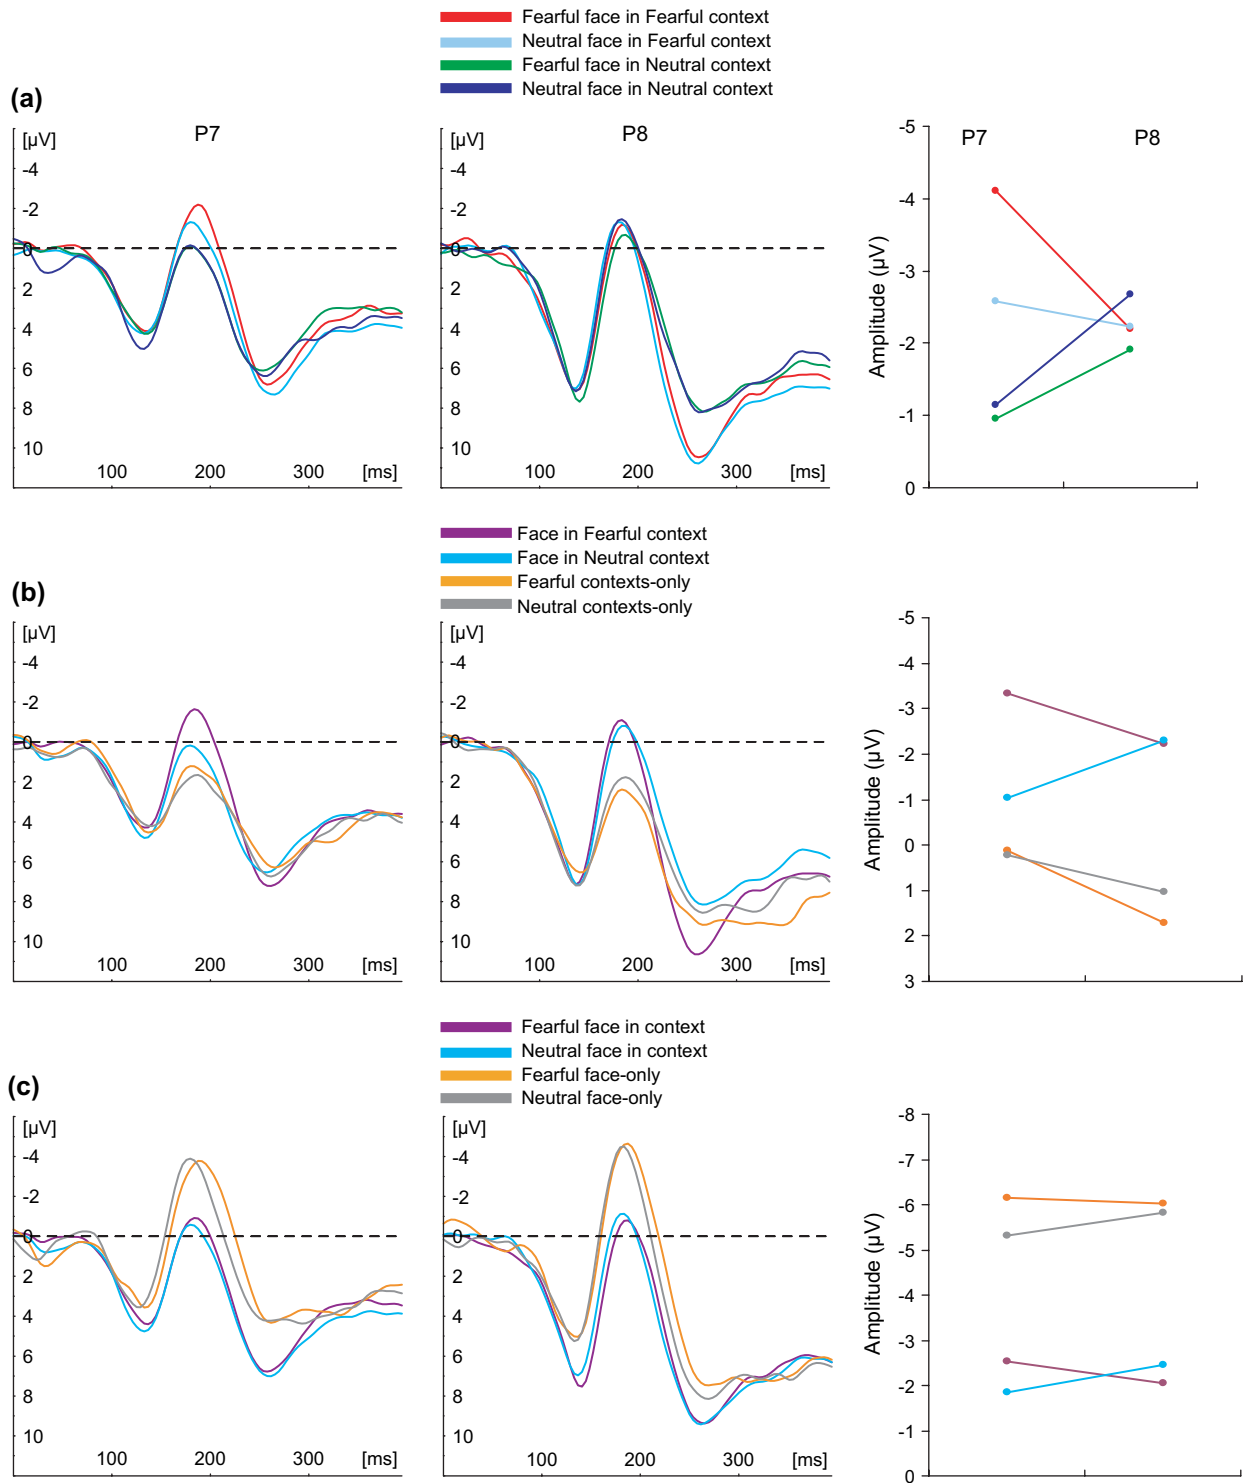 Fearful face in Fearful context
Neutral face in Fearful context
Fearful face in Neutral context
Neutral face in Neutral context
(a)
[µV] P7
-4
-2
0
2
4
6
8
10
100 200 300 [ms]
[µV] P8
-4
-2
0
2
4
6
8
10
100 200 300 [ms]
P7 P8
Amplitude (µV)
-5
-4
-3
-2
-1
0
Face in Fearful context
Face in Neutral context
Fearful contexts-only
Neutral contexts-only
(b)
[µV]
-4
-2
0
2
4
6
8
10
100 200 300 [ms]
[µV]
-4
-2
0
2
4
6
8
10
100 200 300 [ms]
Amplitude (µV)
-5
-4
-3
-2
-1
0
1
2
3
Fearful face in context
Neutral face in context
Fearful face-only
Neutral face-only
(c)
[µV]
-4
-2
0
2
4
6
8
10
100 200 300 [ms]
[µV]
-4
-2
0
2
4
6
8
10
100 200 300 [ms]
Amplitude (µV)
-8
-7
-6
-5
-4
-3
-2
-1
0